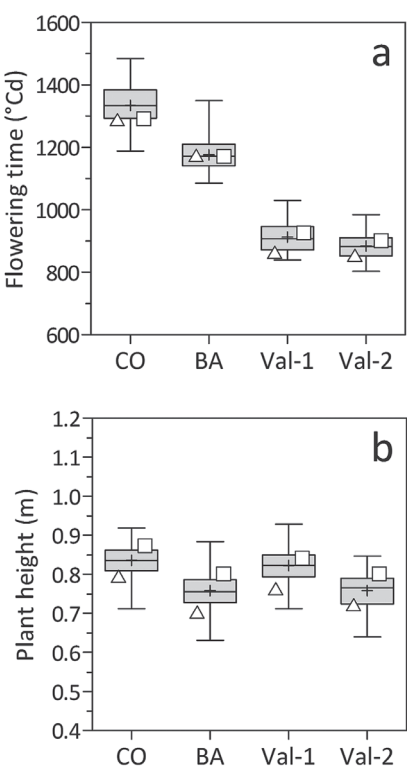 a
Flowering time (°Cd)
1600
1400
1200
1000
800
600
CO BA Val-1 Val-2
b
Plant height (m)
1.2
1.1
1.0
0.9
0.8
0.7
0.6
0.5
0.4
CO BA Val-1 Val-2